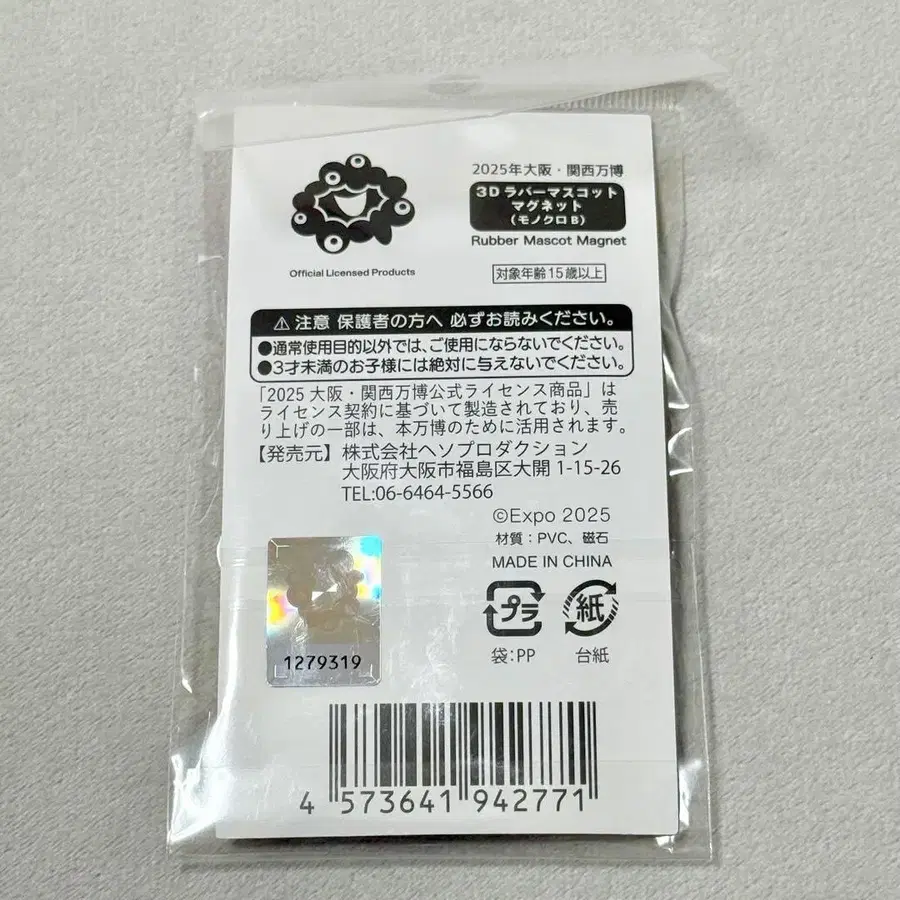 2025年大阪・関西万博
3D ラバーマスコット
マグネット
(モノクロ B)
Rubber Mascot Magnet
Official Licensed Products
対象年齢15歳以上
⚠注意 保護者の方へ 必ずお読みください。
●通常使用目的以外では、ご使用にならないでください。
●3才未満のお子様には絶対に与えないでください。
「2025 大阪・関西万博公式ライセンス商品」は
ライセンス契約に基づいて製造されており、売
り上げの一部は、本万博のために活用されます。
【発売元】株式会社ヘソプロダクション
大阪府大阪市福島区大開 1-15-26
TEL:06-6464-5566
©Expo 2025
材質：PVC、磁石
MADE IN CHINA
プラ
紙
袋:PP
台紙
1279319
4 573641 942771